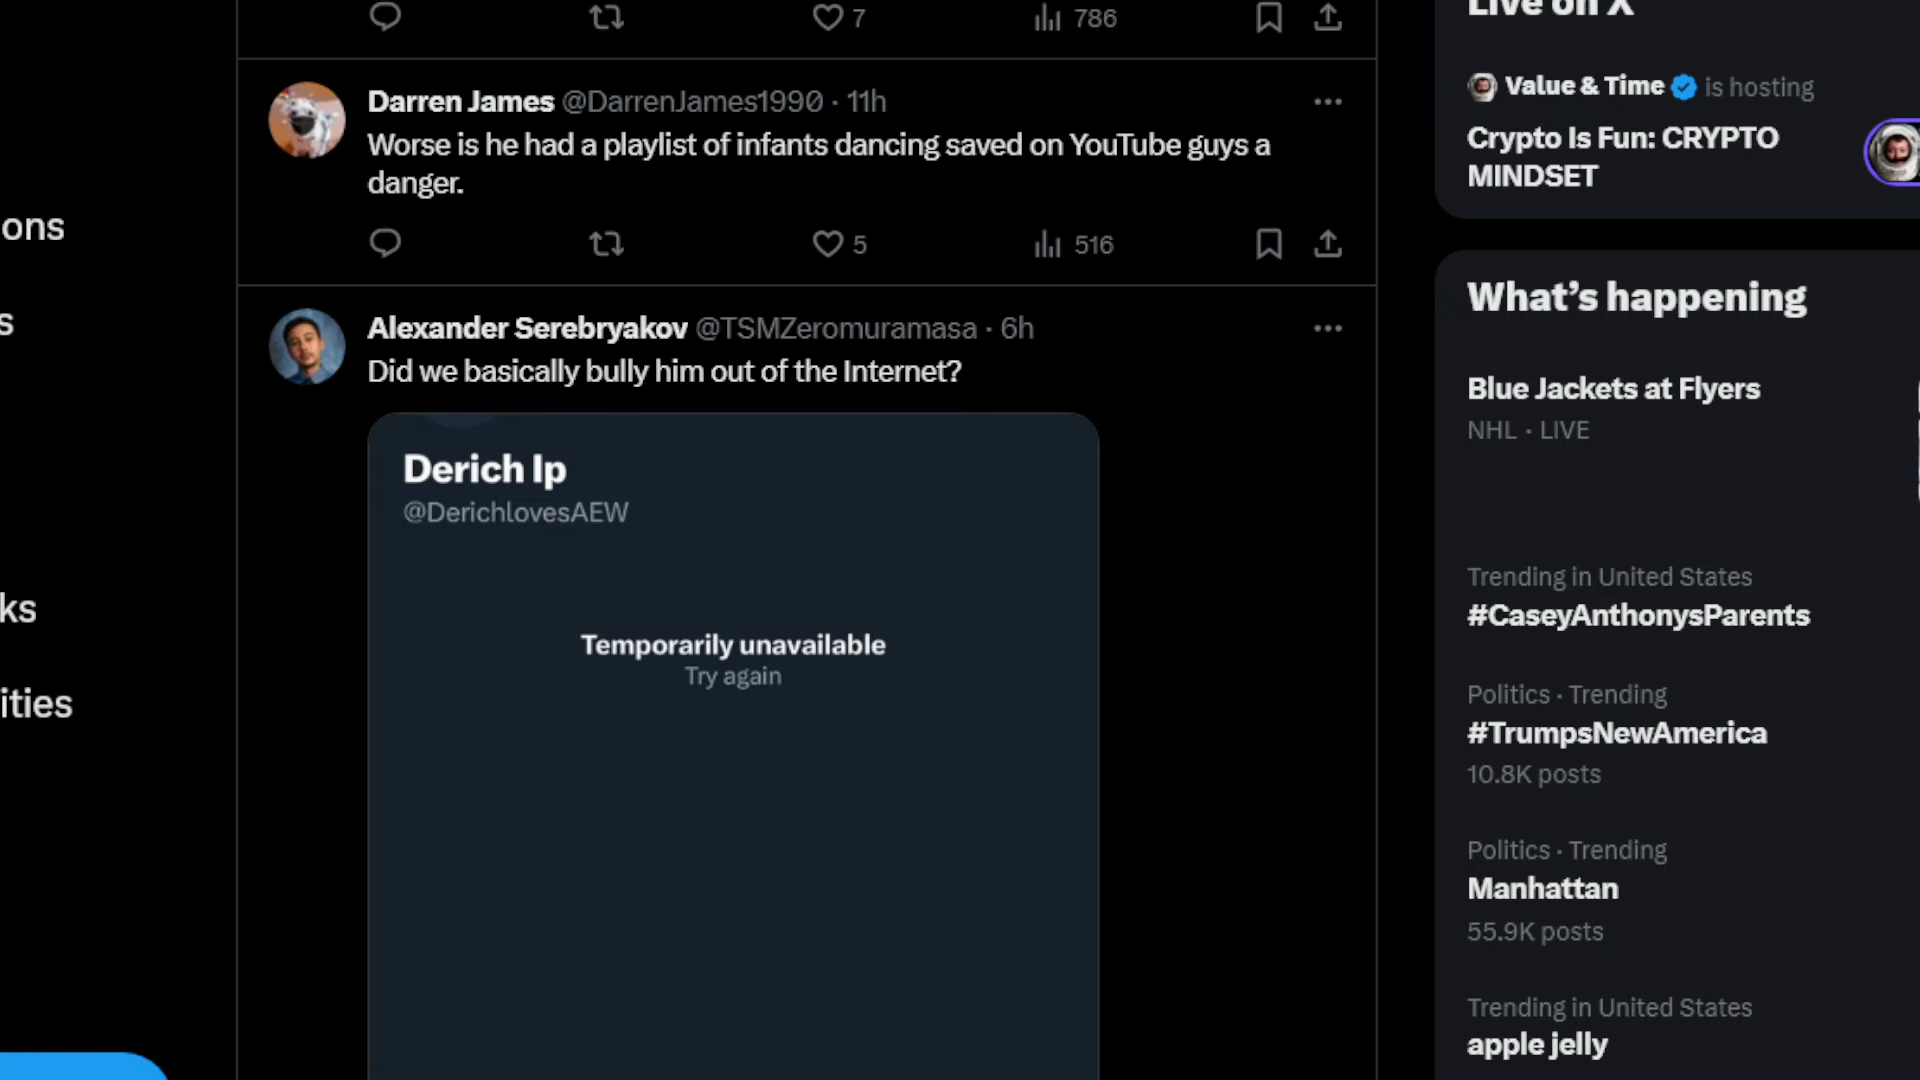 7
786
Darren James @DarrenJames1990 · 11h
Worse is he had a playlist of infants dancing saved on YouTube guys a
danger.
5
516
Alexander Serebryakov @TSMZeromuramasa · 6h
Did we basically bully him out of the Internet?
Derich Ip
@DerichlovesAEW
Temporarily unavailable
Try again
ons
s
ks
ities
Live on X
Value & Time is hosting
Crypto Is Fun: CRYPTO
MINDSET
What's happening
Blue Jackets at Flyers
NHL · LIVE
Trending in United States
#CaseyAnthonysParents
Politics · Trending
#TrumpsNewAmerica
10.8K posts
Politics · Trending
Manhattan
55.9K posts
Trending in United States
apple jelly